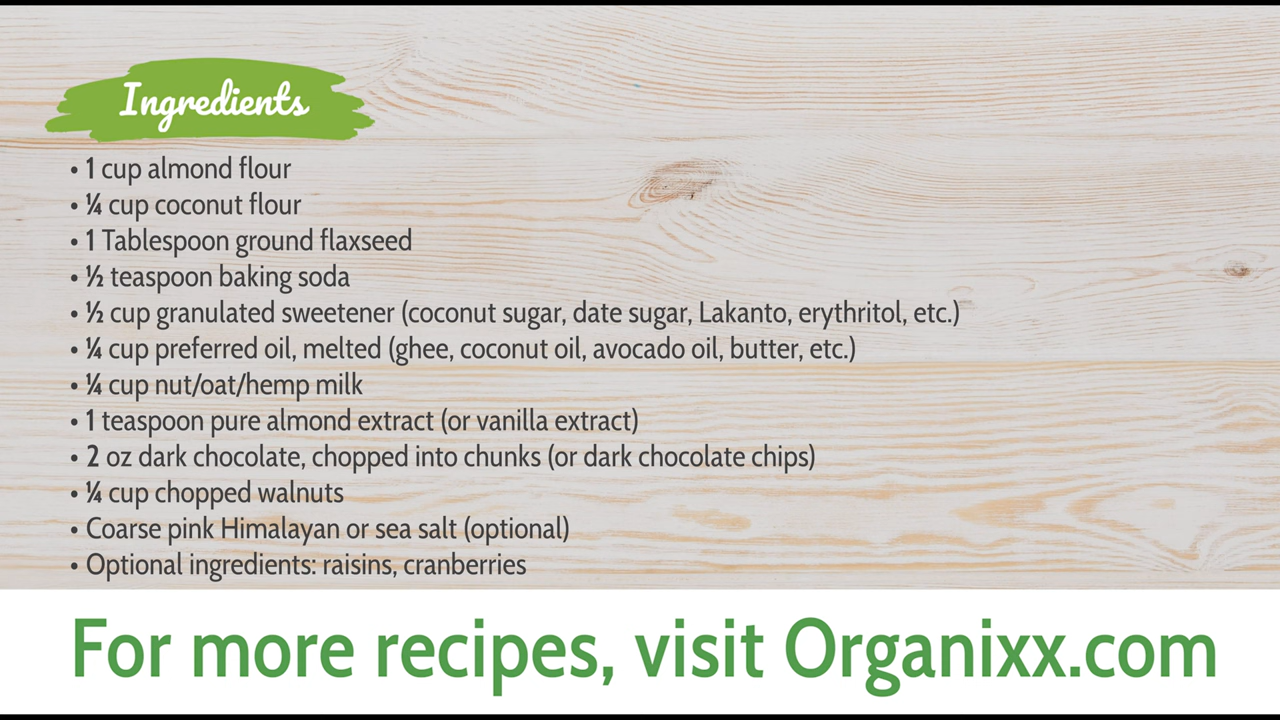 Ingredients
• 1 cup almond flour
• ¼ cup coconut flour
• 1 Tablespoon ground flaxseed
• ½ teaspoon baking soda
• ½ cup granulated sweetener (coconut sugar, date sugar, Lakanto, erythritol, etc.)
• ¼ cup preferred oil, melted (ghee, coconut oil, avocado oil, butter, etc.)
• ¼ cup nut/oat/hemp milk
• 1 teaspoon pure almond extract (or vanilla extract)
• 2 oz dark chocolate, chopped into chunks (or dark chocolate chips)
• ¼ cup chopped walnuts
• Coarse pink Himalayan or sea salt (optional)
• Optional ingredients: raisins, cranberries
For more recipes, visit Organixx.com